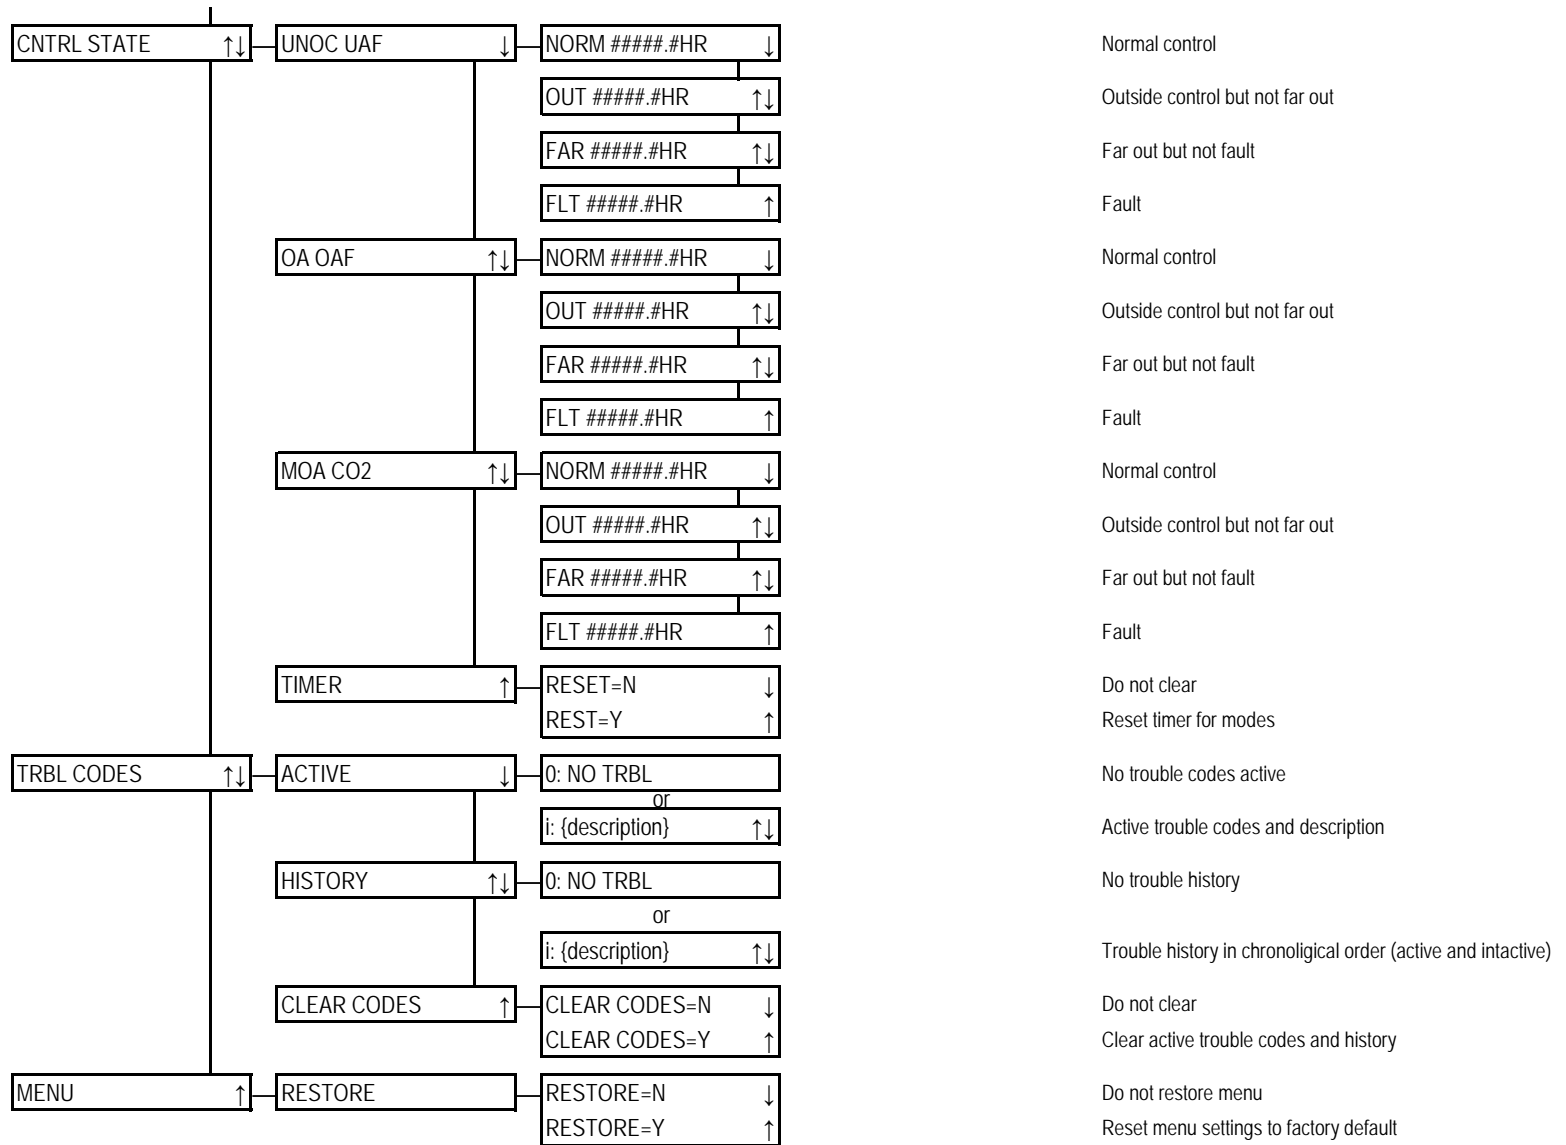 CNTRL STATE ↑↓ UNOC UAF ↓ NORM #####.#HR ↓ Normal control
OUT #####.#HR ↑↓ Outside control but not far out
FAR #####.#HR ↑↓ Far out but not fault
FLT #####.#HR ↑ Fault
OA OAF ↑↓ NORM #####.#HR ↓ Normal control
OUT #####.#HR ↑↓ Outside control but not far out
FAR #####.#HR ↑↓ Far out but not fault
FLT #####.#HR ↑ Fault
MOA CO2 ↑↓ NORM #####.#HR ↓ Normal control
OUT #####.#HR ↑↓ Outside control but not far out
FAR #####.#HR ↑↓ Far out but not fault
FLT #####.#HR ↑ Fault
TIMER ↑ RESET=N ↓ Do not clear
REST=Y ↑ Reset timer for modes
TRBL CODES ↑↓ ACTIVE ↓ 0: NO TRBL No trouble codes active
or
i: {description} ↑↓ Active trouble codes and description
HISTORY ↑↓ 0: NO TRBL No trouble history
or
i: {description} ↑↓ Trouble history in chronoligical order (active and intactive)
CLEAR CODES ↑ CLEAR CODES=N ↓ Do not clear
CLEAR CODES=Y ↑ Clear active trouble codes and history
MENU ↑ RESTORE RESTORE=N ↓ Do not restore menu
RESTORE=Y ↑ Reset menu settings to factory default